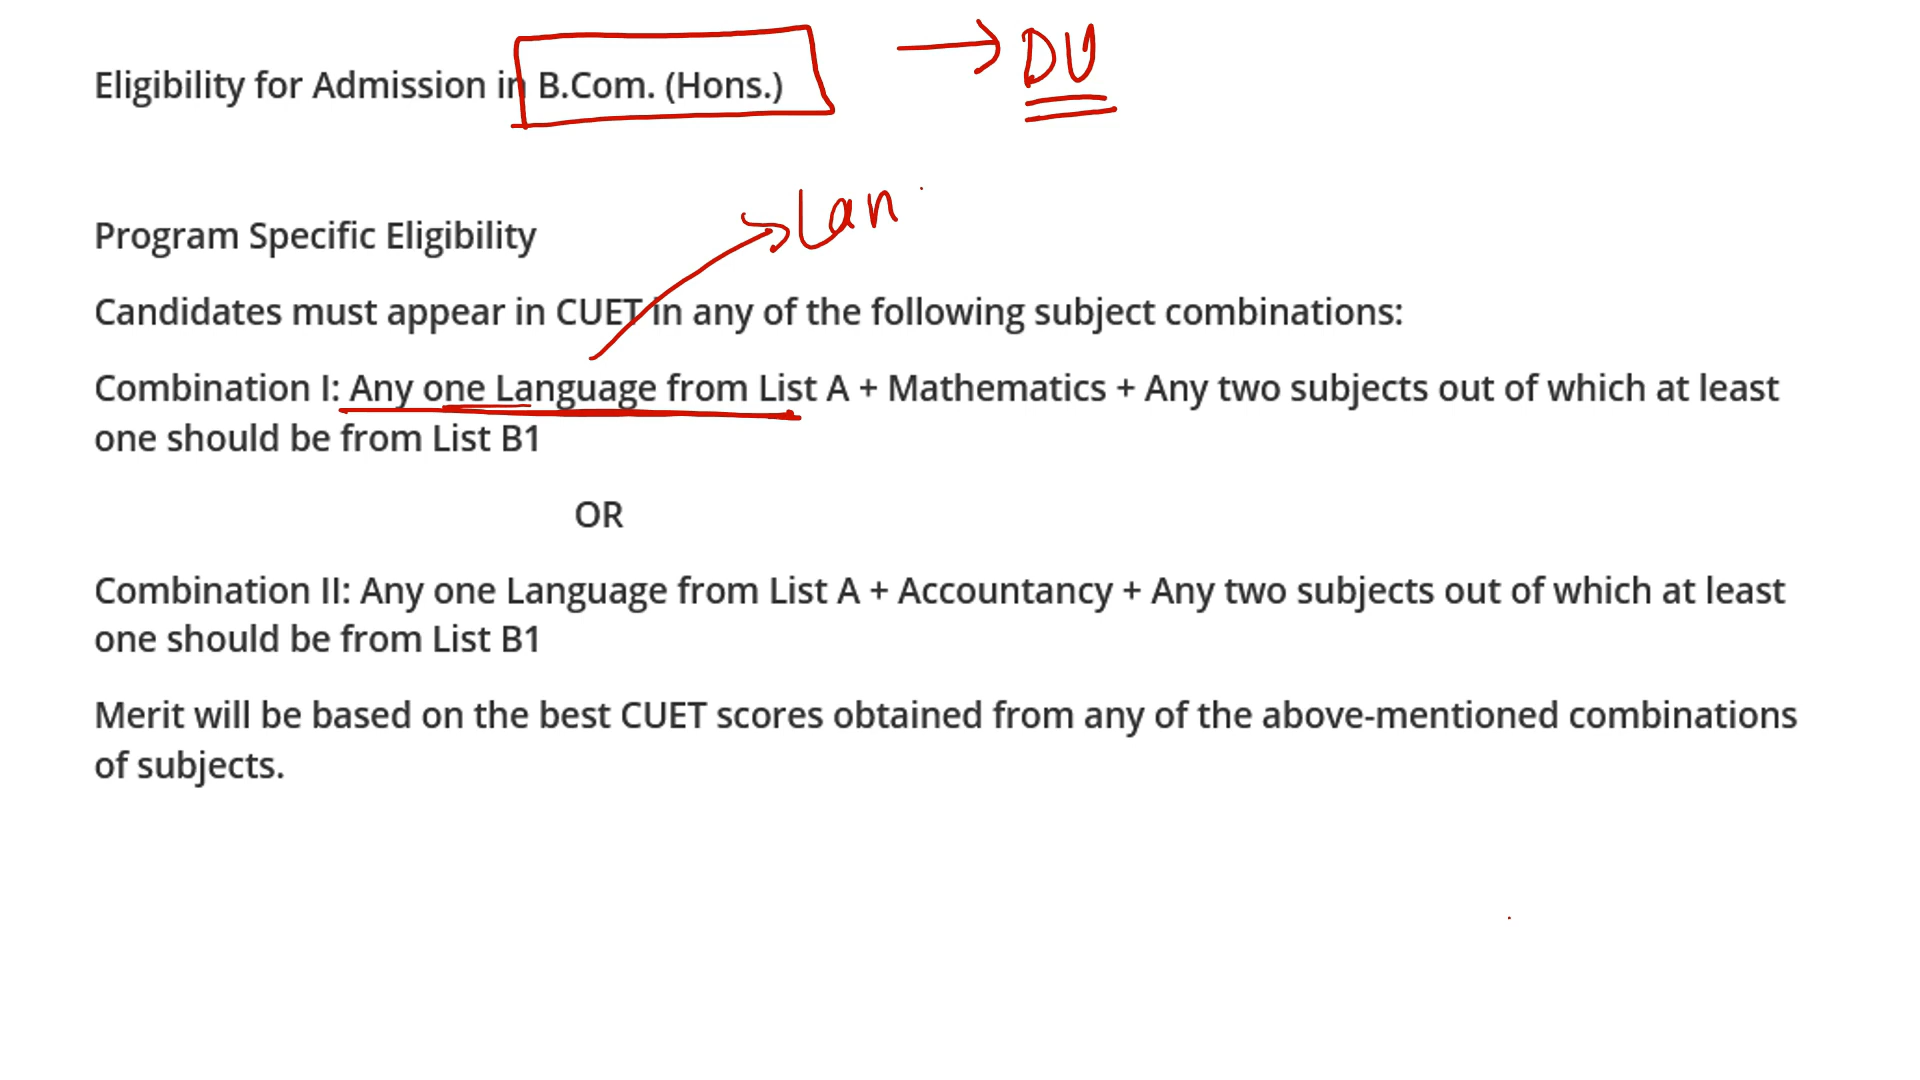 Eligibility for Admission in B.Com. (Hons.) → DU
Lan
Program Specific Eligibility
Candidates must appear in CUET in any of the following subject combinations:
Combination I: Any one Language from List A + Mathematics + Any two subjects out of which at least
one should be from List B1
OR
Combination II: Any one Language from List A + Accountancy + Any two subjects out of which at least
one should be from List B1
Merit will be based on the best CUET scores obtained from any of the above-mentioned combinations
of subjects.